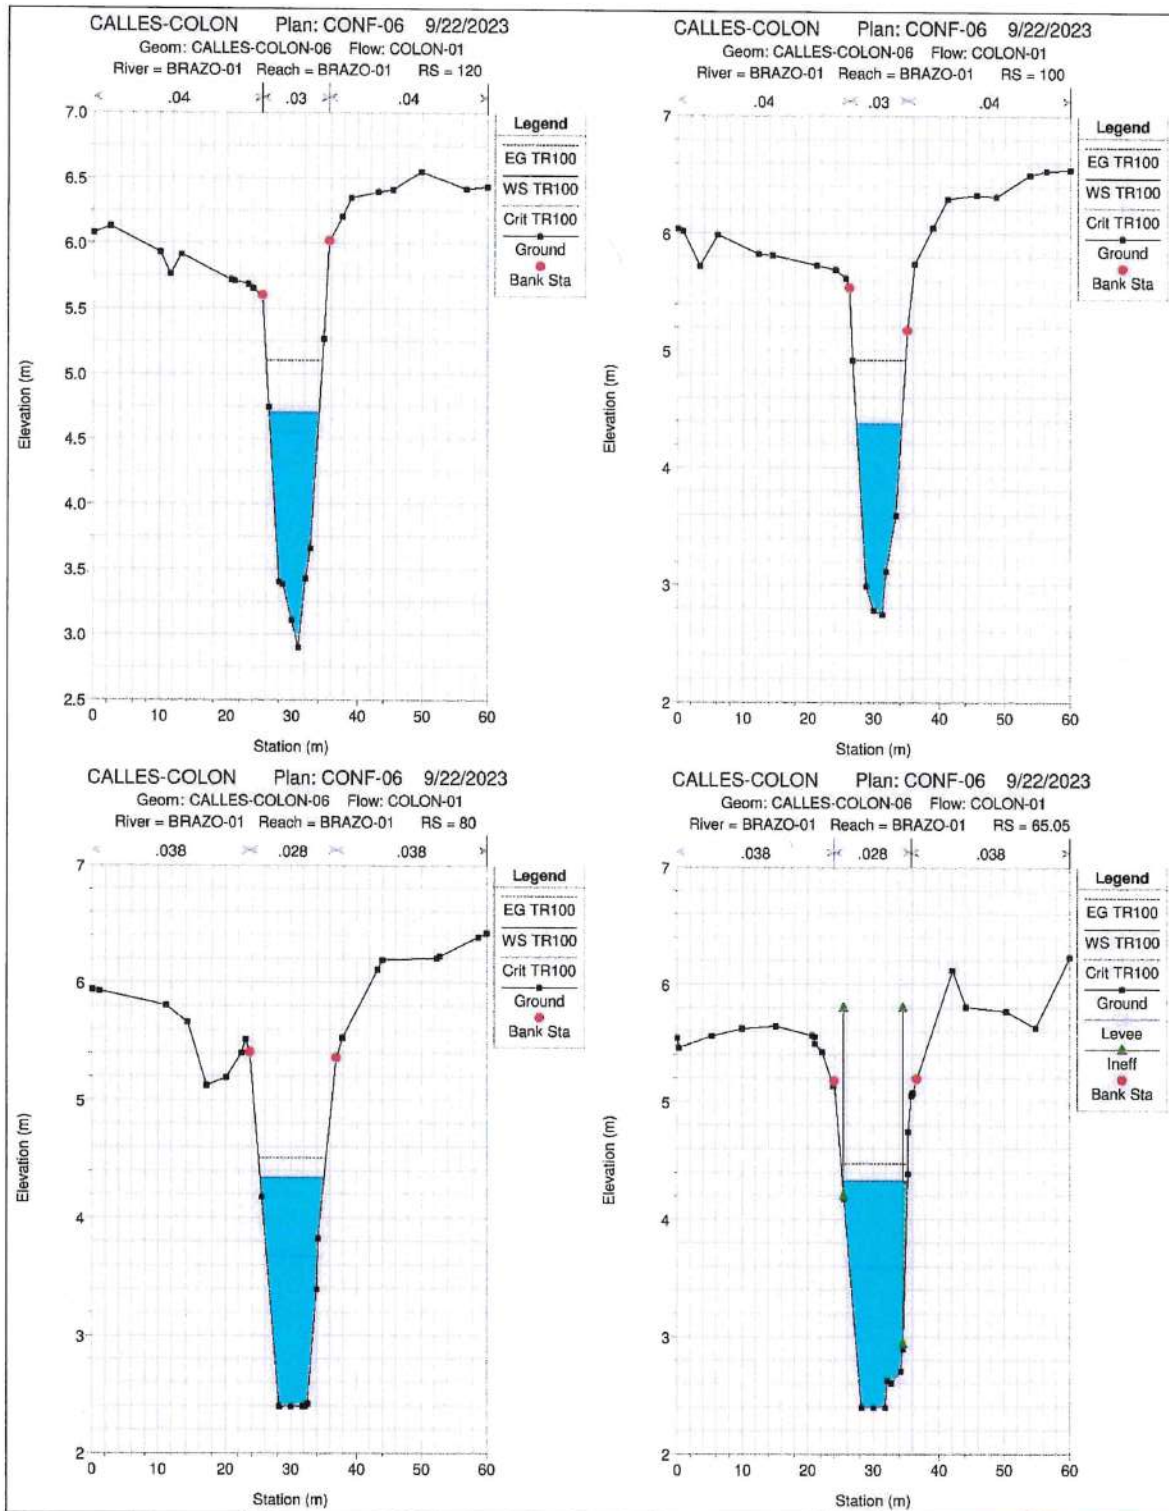 CALLES-COLON Plan: CONF-06 9/22/2023
Geom: CALLES-COLON-06 Flow: COLON-01
River = BRAZO-01 Reach = BRAZO-01 RS = 120
.04 .03 .04
7.0
6.5
6.0
5.5
5.0
4.5
4.0
3.5
3.0
2.5
Elevation (m)
0 10 20 30 40 50 60
Station (m)
Legend
EG TR100
WS TR100
Crit TR100
Ground
Bank Sta
CALLES-COLON Plan: CONF-06 9/22/2023
Geom: CALLES-COLON-06 Flow: COLON-01
River = BRAZO-01 Reach = BRAZO-01 RS = 100
.04 .03 .04
7
6
5
4
3
2
Elevation (m)
0 10 20 30 40 50 60
Station (m)
Legend
EG TR100
WS TR100
Crit TR100
Ground
Bank Sta
CALLES-COLON Plan: CONF-06 9/22/2023
Geom: CALLES-COLON-06 Flow: COLON-01
River = BRAZO-01 Reach = BRAZO-01 RS = 80
.038 .028 .038
7
6
5
4
3
2
Elevation (m)
0 10 20 30 40 50 60
Station (m)
Legend
EG TR100
WS TR100
Crit TR100
Ground
Bank Sta
CALLES-COLON Plan: CONF-06 9/22/2023
Geom: CALLES-COLON-06 Flow: COLON-01
River = BRAZO-01 Reach = BRAZO-01 RS = 65.05
.038 .028 .038
7
6
5
4
3
2
Elevation (m)
0 10 20 30 40 50 60
Station (m)
Legend
EG TR100
WS TR100
Crit TR100
Ground
Levee
Ineff
Bank Sta